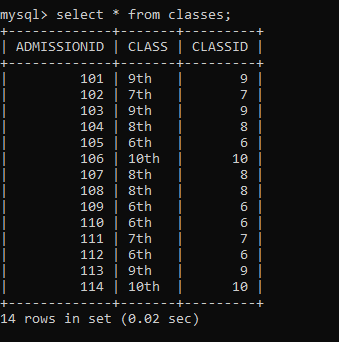 mysql> select * from classes;
+-------------+-------+---------+
| ADMISSIONID | CLASS | CLASSID |
+-------------+-------+---------+
|         101 | 9th   |       9 |
|         102 | 7th   |       7 |
|         103 | 9th   |       9 |
|         104 | 8th   |       8 |
|         105 | 6th   |       6 |
|         106 | 10th  |      10 |
|         107 | 8th   |       8 |
|         108 | 8th   |       8 |
|         109 | 6th   |       6 |
|         110 | 6th   |       6 |
|         111 | 7th   |       7 |
|         112 | 6th   |       6 |
|         113 | 9th   |       9 |
|         114 | 10th  |      10 |
+-------------+-------+---------+
14 rows in set (0.02 sec)